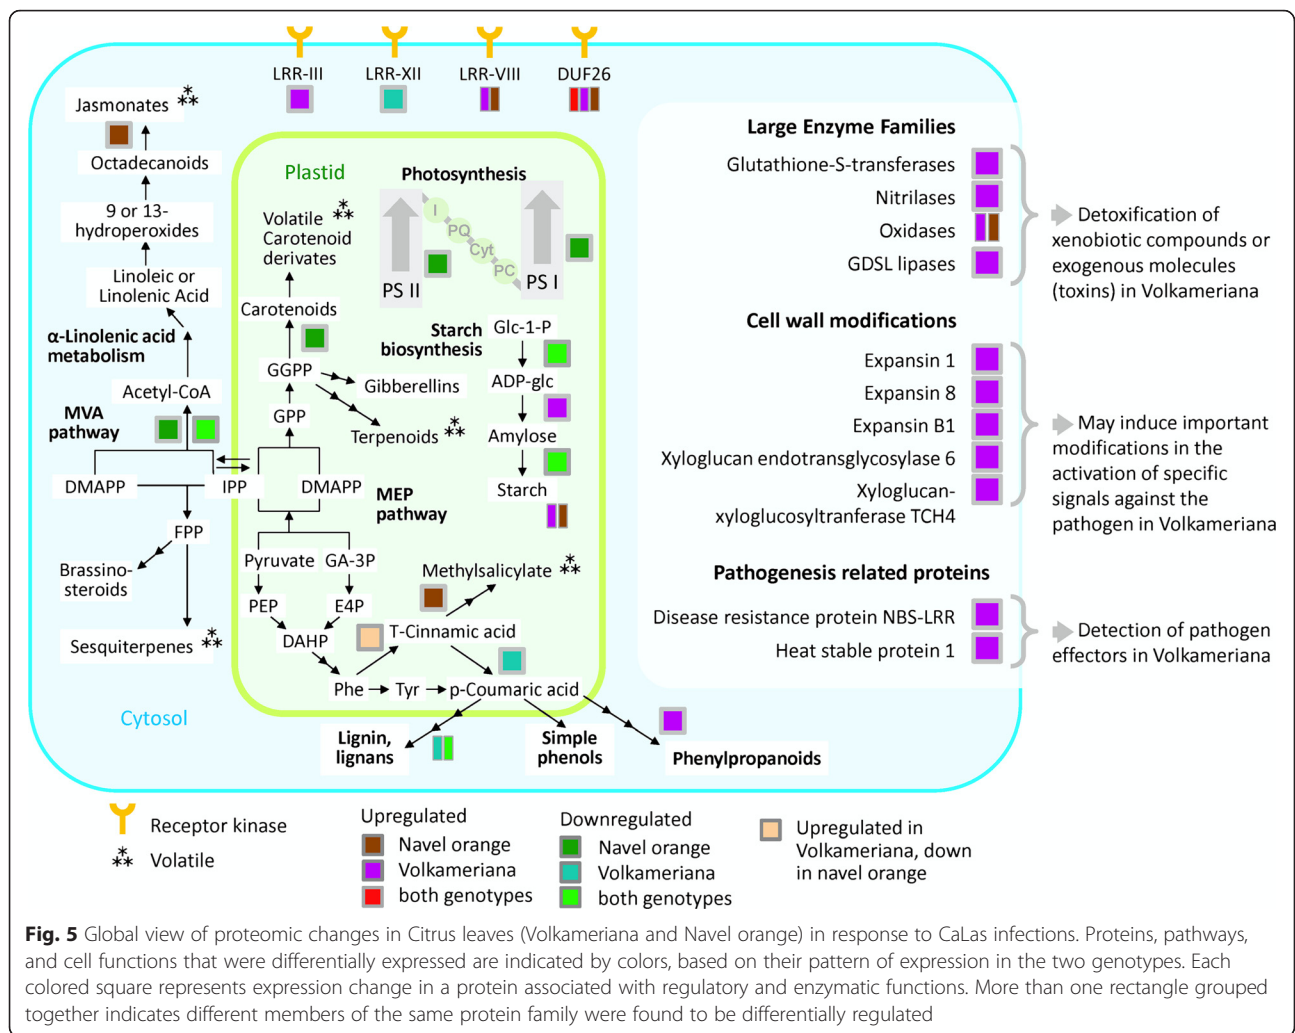 LRR-III
LRR-XII
LRR-VIII
DUF26
Jasmonates
Octadecanoids
9 or 13-
hydroperoxides
Linoleic or
Linolenic Acid
α-Linolenic acid
metabolism
Acetyl-CoA
MVA
pathway
DMAPP
IPP
FPP
Brassino-
steroids
Sesquiterpenes
Cytosol
Plastid
Volatile
Carotenoid
derivates
Carotenoids
GGPP
Gibberellins
GPP
Terpenoids
DMAPP
MEP
pathway
Pyruvate
GA-3P
PEP
E4P
DAHP
Phe
Tyr
p-Coumaric acid
T-Cinnamic acid
Methylsalicylate
Photosynthesis
PS II
I
PQ
Cyt
PC
PS I
Starch
biosynthesis
Glc-1-P
ADP-glc
Amylose
Starch
Lignin,
lignans
Simple
phenols
Phenylpropanoids
Large Enzyme Families
Glutathione-S-transferases
Nitrilases
Oxidases
GDSL lipases
Detoxification of
xenobiotic compounds or
exogenous molecules
(toxins) in Volkameriana
Cell wall modifications
Expansin 1
Expansin 8
Expansin B1
Xyloglucan endotransglycosylase 6
Xyloglucan-
xyloglucosyltranferase TCH4
May induce important
modifications in the
activation of specific
signals against the
pathogen in Volkameriana
Pathogenesis related proteins
Disease resistance protein NBS-LRR
Heat stable protein 1
Detection of pathogen
effectors in Volkameriana
Receptor kinase
Volatile
Upregulated
Navel orange
Volkameriana
both genotypes
Downregulated
Navel orange
Volkameriana
both genotypes
Upregulated in
Volkameriana, down
in navel orange
Fig. 5 Global view of proteomic changes in Citrus leaves (Volkameriana and Navel orange) in response to CaLas infections. Proteins, pathways,
and cell functions that were differentially expressed are indicated by colors, based on their pattern of expression in the two genotypes. Each
colored square represents expression change in a protein associated with regulatory and enzymatic functions. More than one rectangle grouped
together indicates different members of the same protein family were found to be differentially regulated